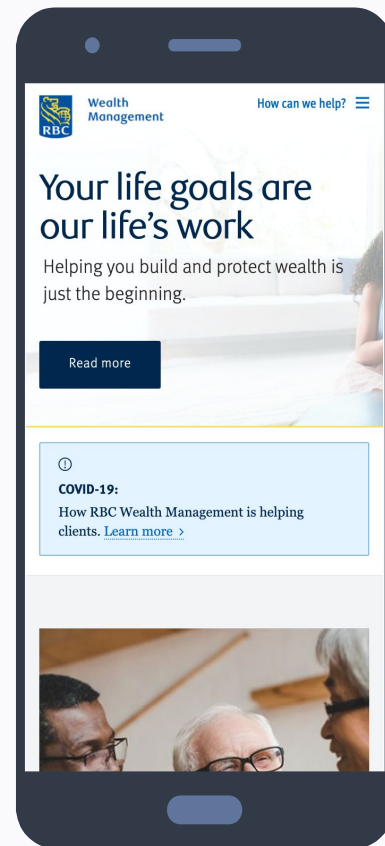 RBC
Wealth
Management
How can we help?
Your life goals are
our life's work
Helping you build and protect wealth is
just the beginning.
Read more
COVID-19:
How RBC Wealth Management is helping
clients. Learn more >